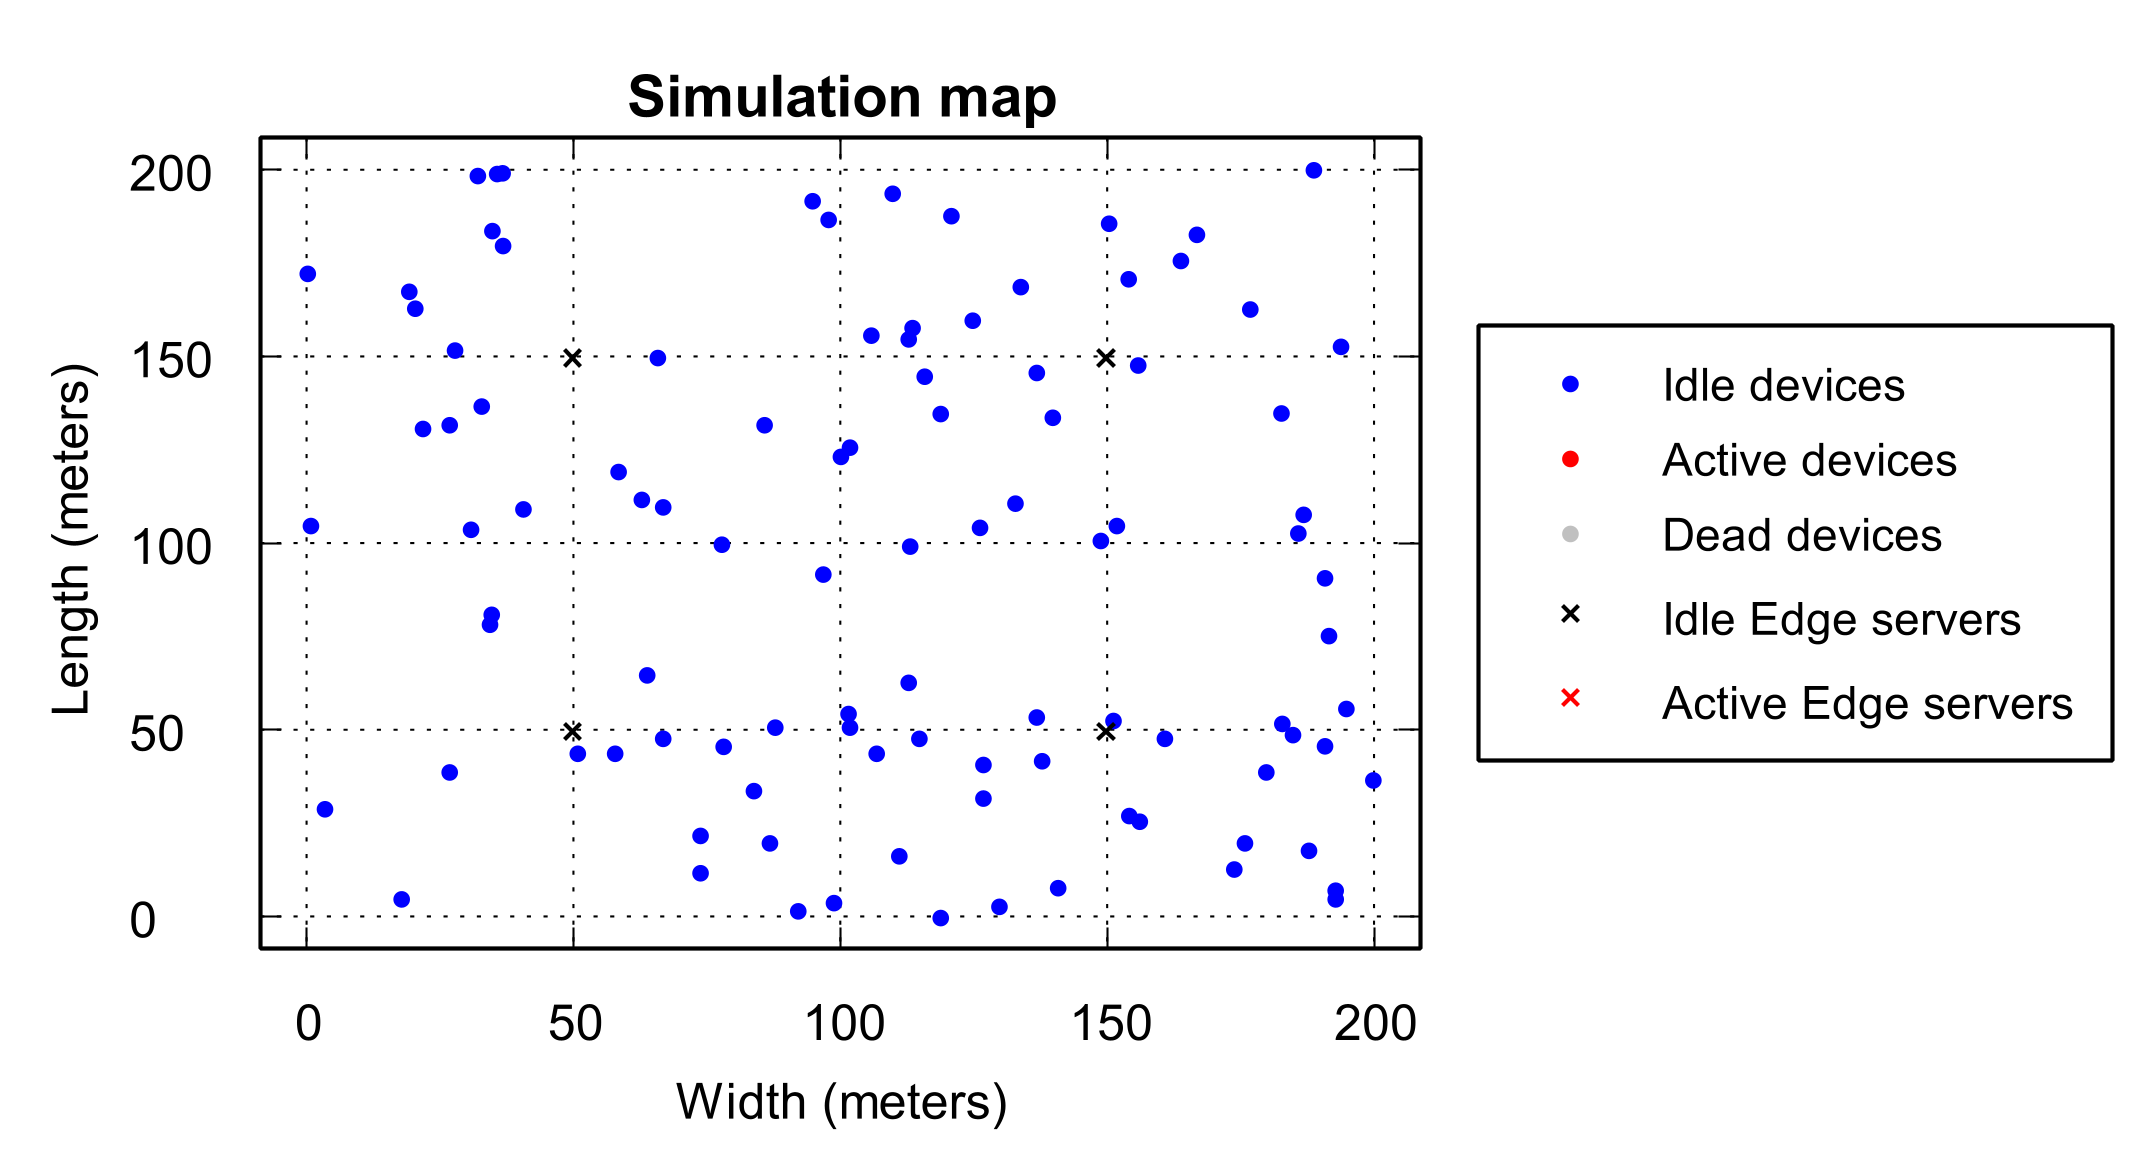 Simulation map
200
150
100
50
0
Length (meters)
0 50 100 150 200
Width (meters)
Idle devices
Active devices
Dead devices
Idle Edge servers
Active Edge servers